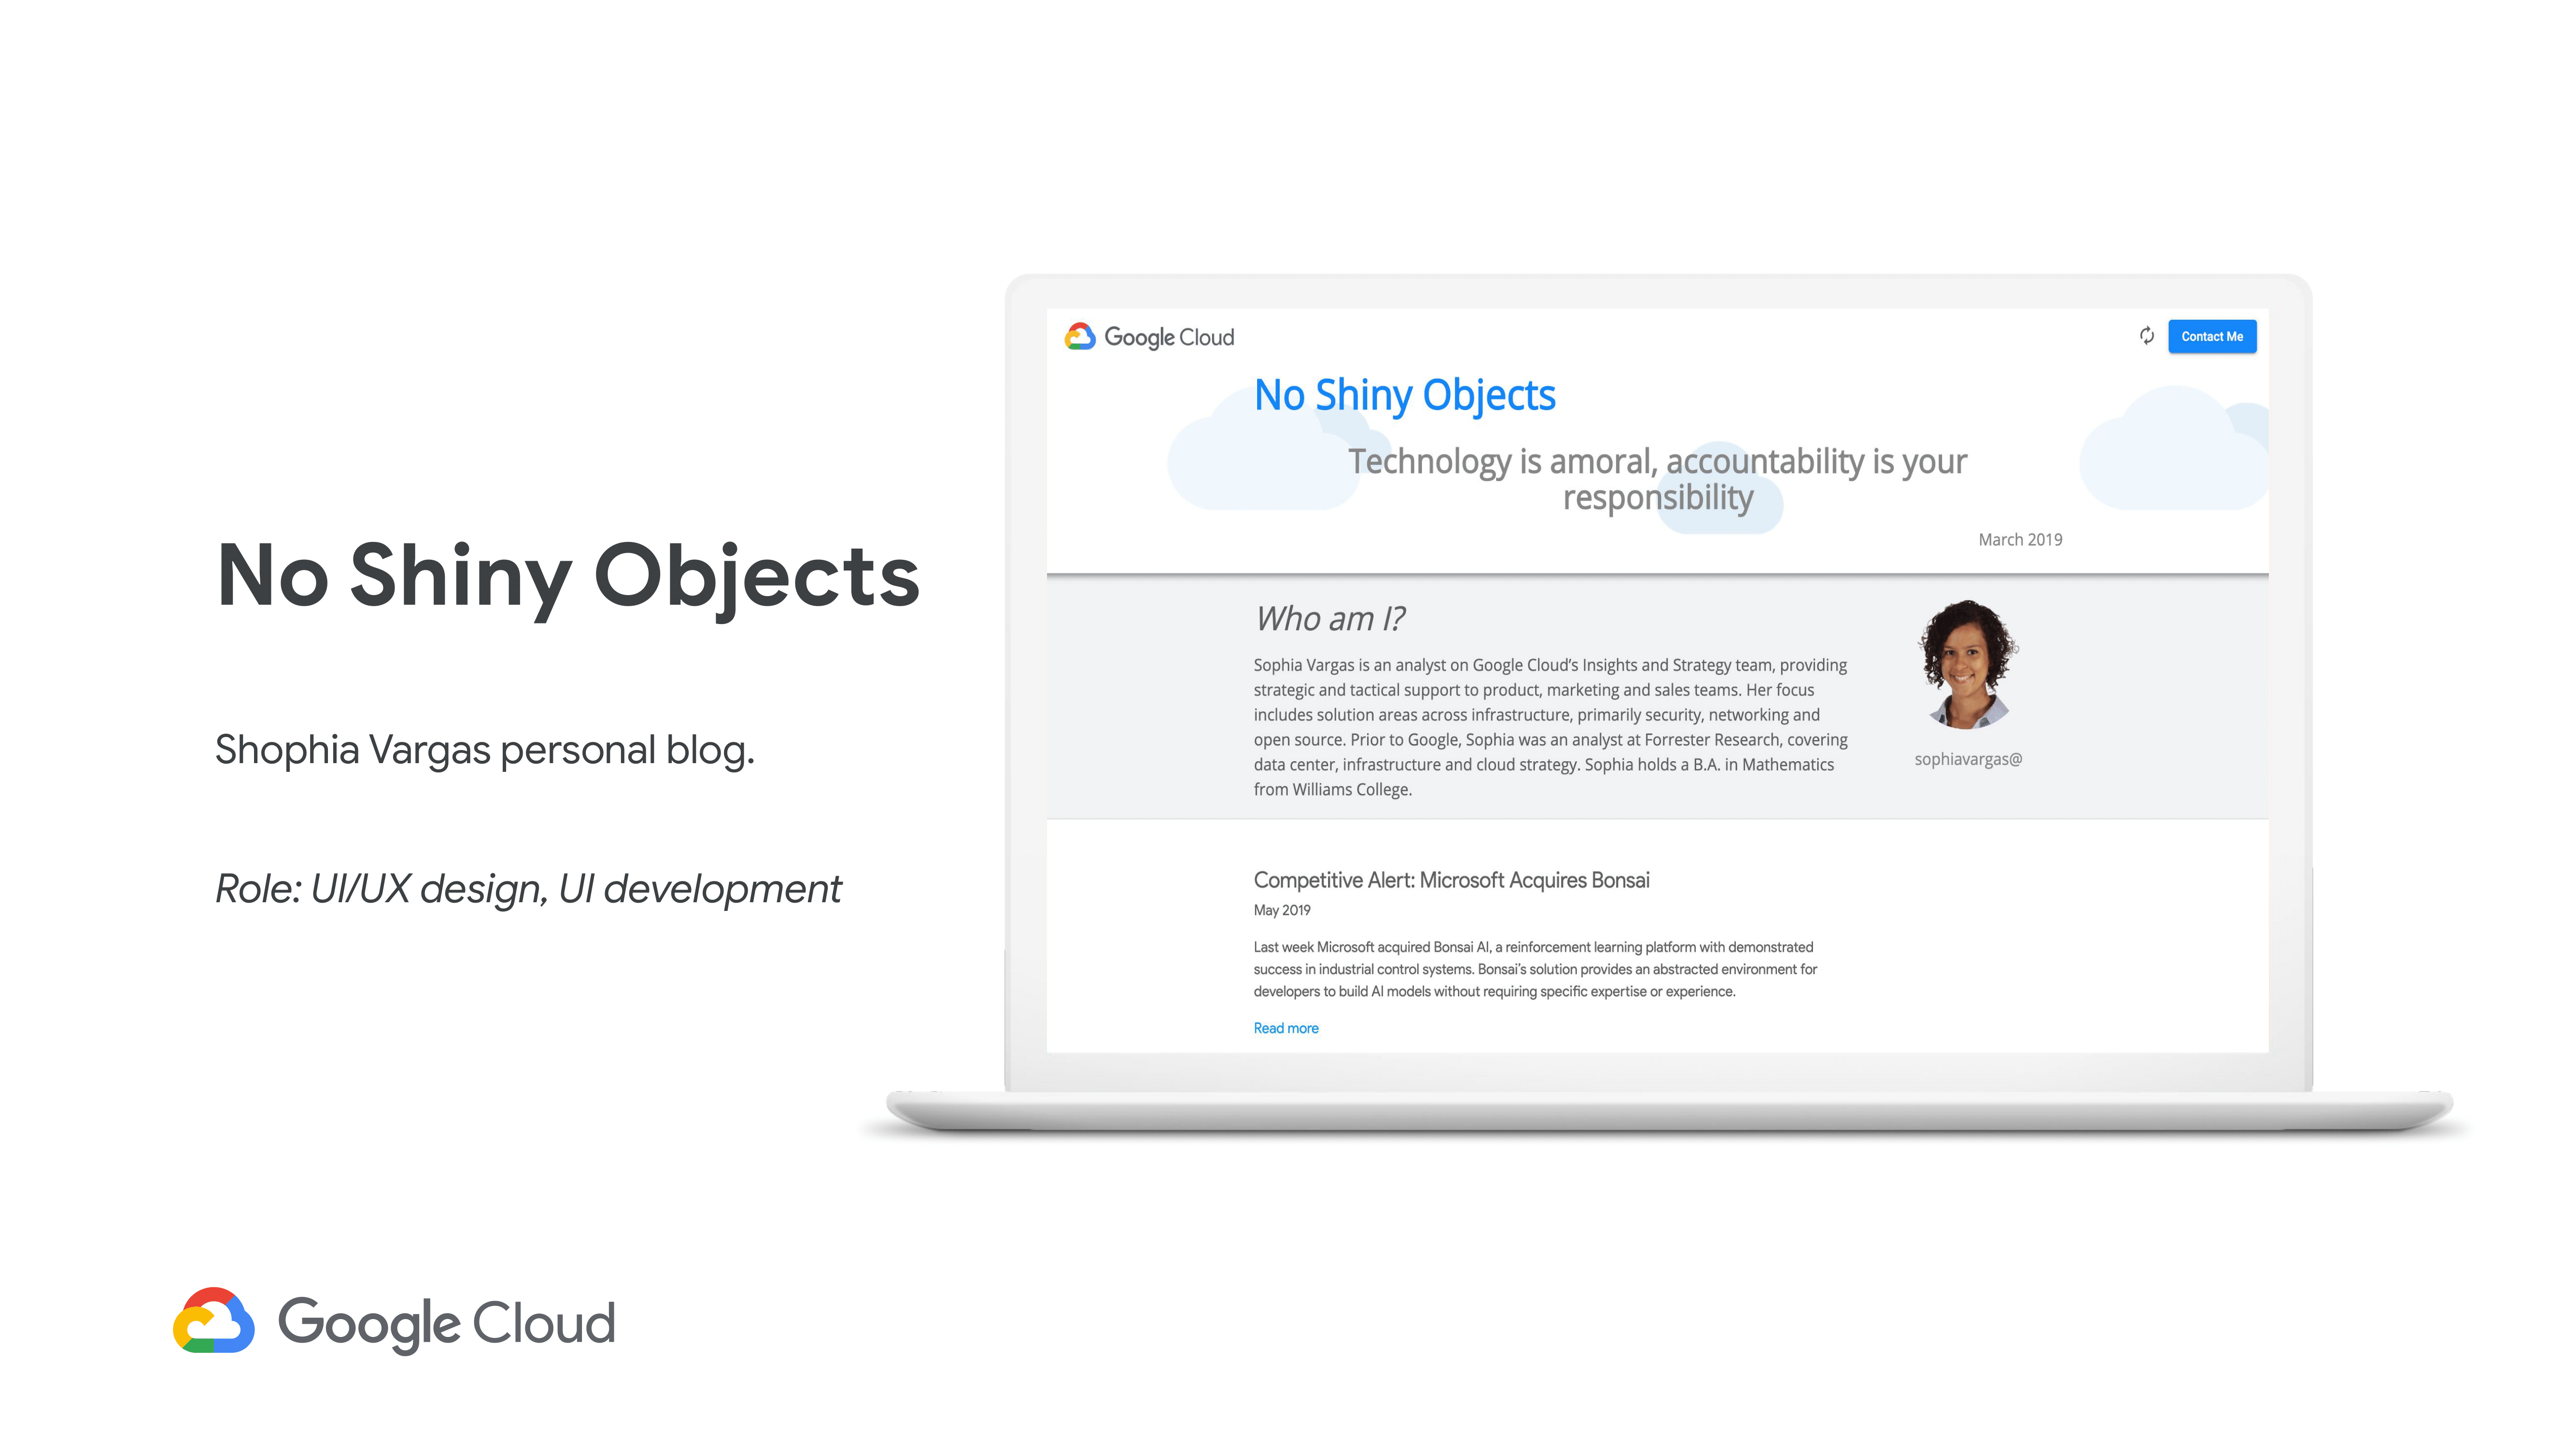 No Shiny Objects
Shophia Vargas personal blog.
Role: UI/UX design, UI development
Google Cloud
Contact Me
No Shiny Objects
Technology is amoral, accountability is your
responsibility
March 2019
Who am I?
Sophia Vargas is an analyst on Google Cloud's Insights and Strategy team, providing
strategic and tactical support to product, marketing and sales teams. Her focus
includes solution areas across infrastructure, primarily security, networking and
open source. Prior to Google, Sophia was an analyst at Forrester Research, covering
data center, infrastructure and cloud strategy. Sophia holds a B.A. in Mathematics
from Williams College.
sophiavargas@
Competitive Alert: Microsoft Acquires Bonsai
May 2019
Last week Microsoft acquired Bonsai AI, a reinforcement learning platform with demonstrated
success in industrial control systems. Bonsai's solution provides an abstracted environment for
developers to build AI models without requiring specific expertise or experience.
Read more
Google Cloud